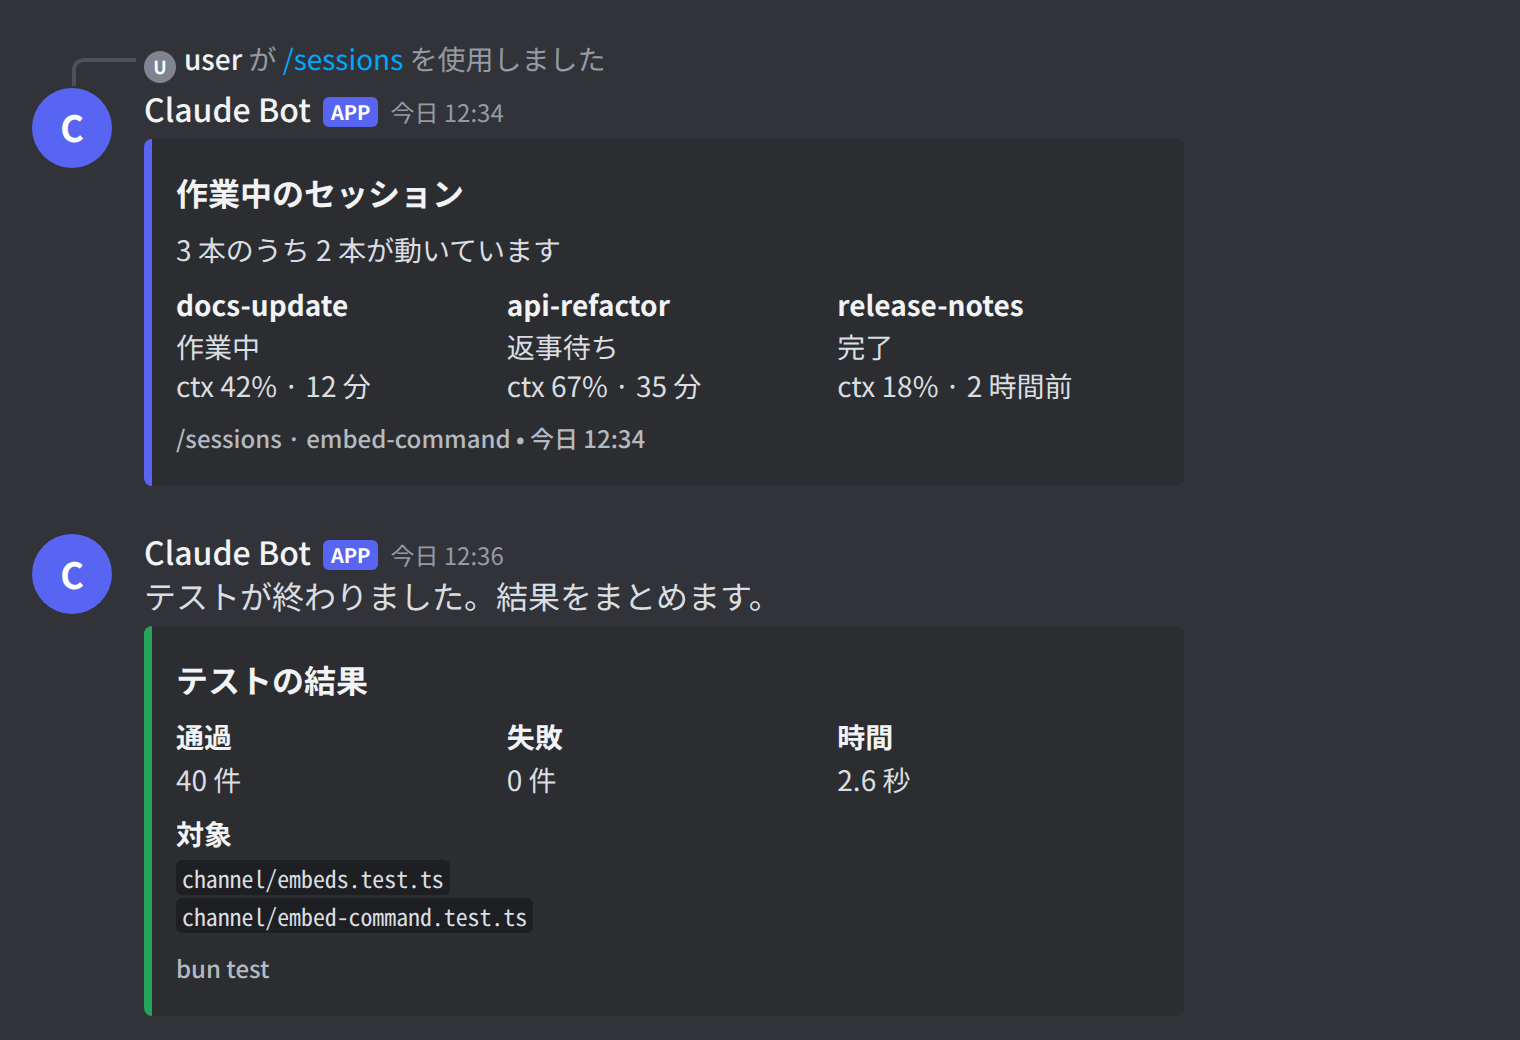 U user が /sessions を使用しました
C
Claude Bot APP 今日 12:34
作業中のセッション
3 本のうち 2 本が動いています
docs-update api-refactor release-notes
作業中 返事待ち 完了
ctx 42% · 12 分 ctx 67% · 35 分 ctx 18% · 2 時間前
/sessions · embed-command • 今日 12:34
C
Claude Bot APP 今日 12:36
テストが終わりました。結果をまとめます。
テストの結果
通過 失敗 時間
40 件 0 件 2.6 秒
対象
channel/embeds.test.ts
channel/embed-command.test.ts
bun test